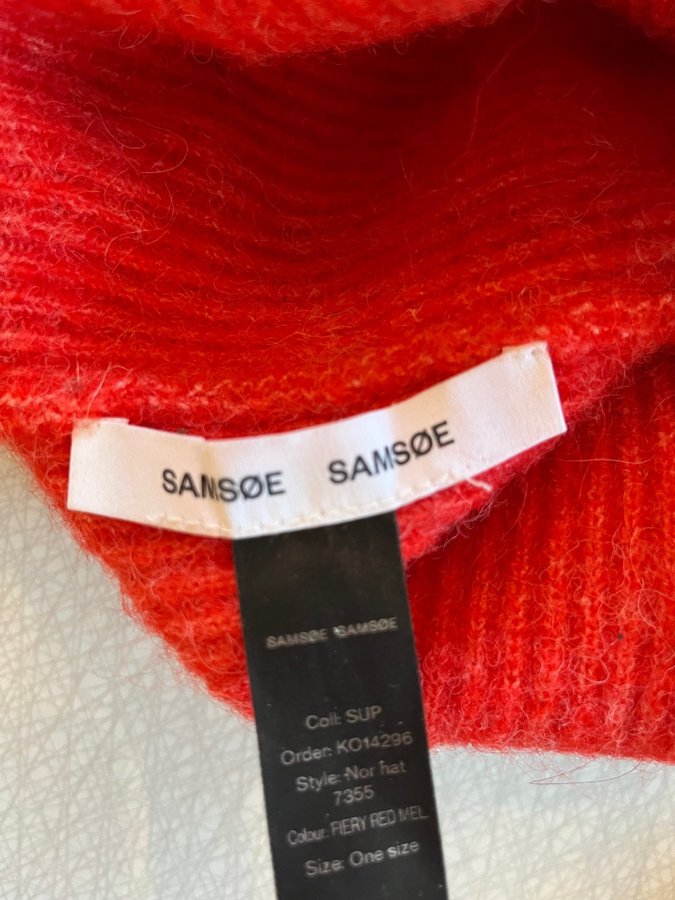 SAMSØE SAMSØE
SAMSØE SAMSØE
Coll: SUP
Order: KO14296
Style: Nor hat
7355
Colour: FIERY RED MEL
Size: One size